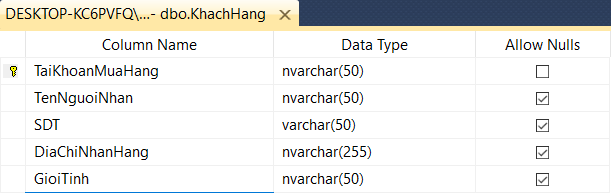 DESKTOP-KC6PVFQ\...- dbo.KhachHang
Column Name Data Type Allow Nulls
TaiKhoanMuaHang nvarchar(50)
TenNguoiNhan nvarchar(50)
SDT varchar(50)
DiaChiNhanHang nvarchar(255)
GioiTinh nvarchar(50)